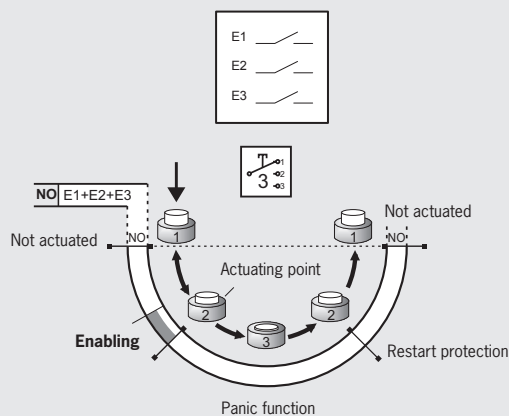 E1
E2
E3
1
2
3
3
NO E1+E2+E3
Not actuated
NO
1
1
NO
Not actuated
Actuating point
2
2
3
Enabling
Restart protection
Panic function